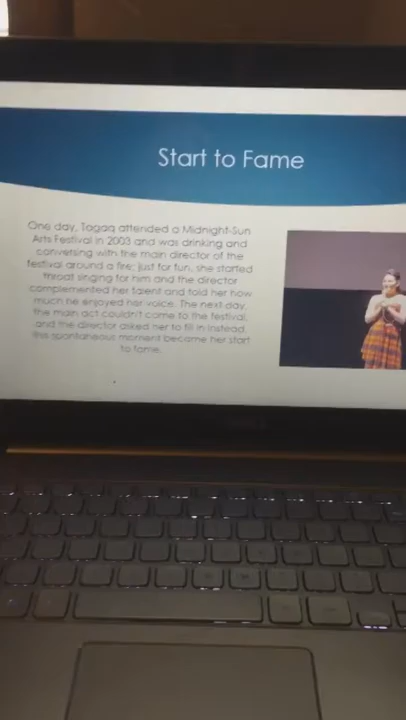 Start to Fame
One day, Tagaq attended a Midnight-Sun
Arts Festival in 2003 and was drinking and
conversing with the main director of the
festival around a fire; just for fun, she started
throat singing for him and the director
complemented her talent and told her how
much he enjoyed her voice. The next day,
the main act couldn't come to the festival,
and the director asked her to fill in instead.
this spontaneous moment became her start
to fame.